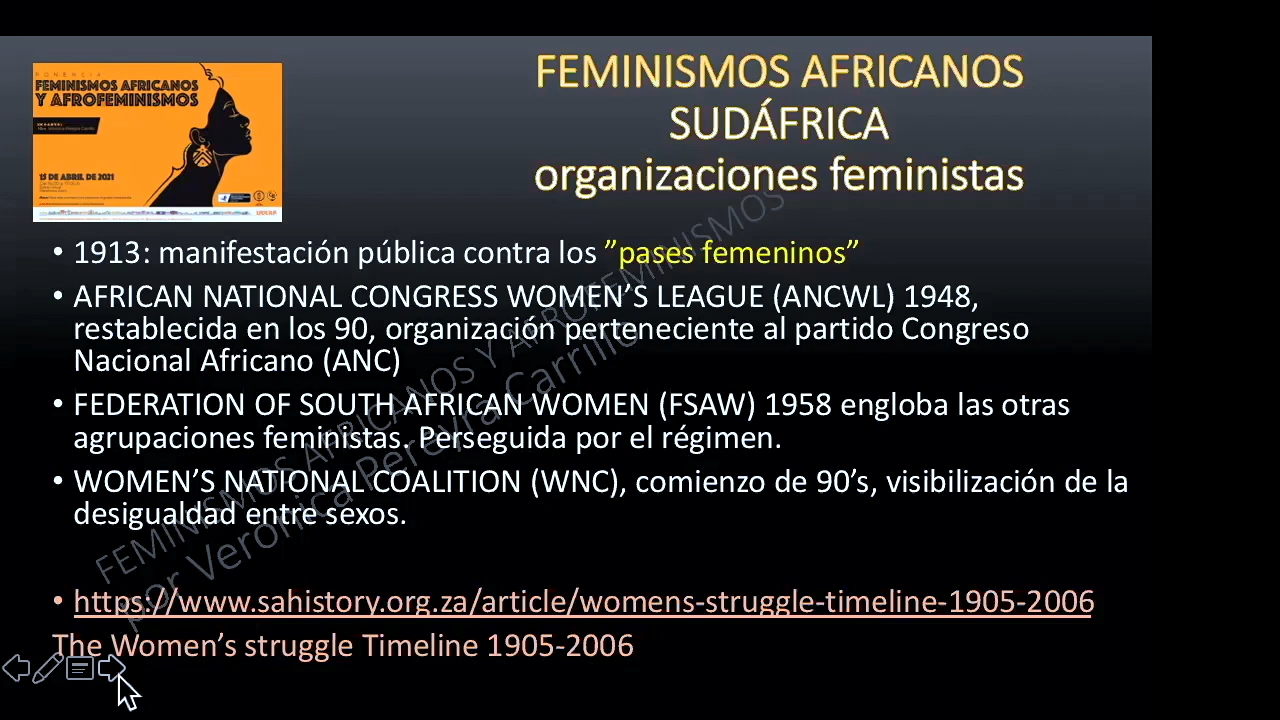 PONENCIA
FEMINISMOS AFRICANOS
Y AFROFEMINISMOS
15 DE ABRIL DE 2021
FEMINISMOS AFRICANOS
SUDÁFRICA
organizaciones feministas
• 1913: manifestación pública contra los ”pases femeninos”
• AFRICAN NATIONAL CONGRESS WOMEN’S LEAGUE (ANCWL) 1948,
restablecida en los 90, organización perteneciente al partido Congreso
Nacional Africano (ANC)
• FEDERATION OF SOUTH AFRICAN WOMEN (FSAW) 1958 engloba las otras
agrupaciones feministas. Perseguida por el régimen.
• WOMEN’S NATIONAL COALITION (WNC), comienzo de 90’s, visibilización de la
desigualdad entre sexos.
• https://www.sahistory.org.za/article/womens-struggle-timeline-1905-2006
The Women’s struggle Timeline 1905-2006
FEMINISMOS AFRICANOS Y AFROFEMINISMOS
por Verónica Pereyra Carrillo